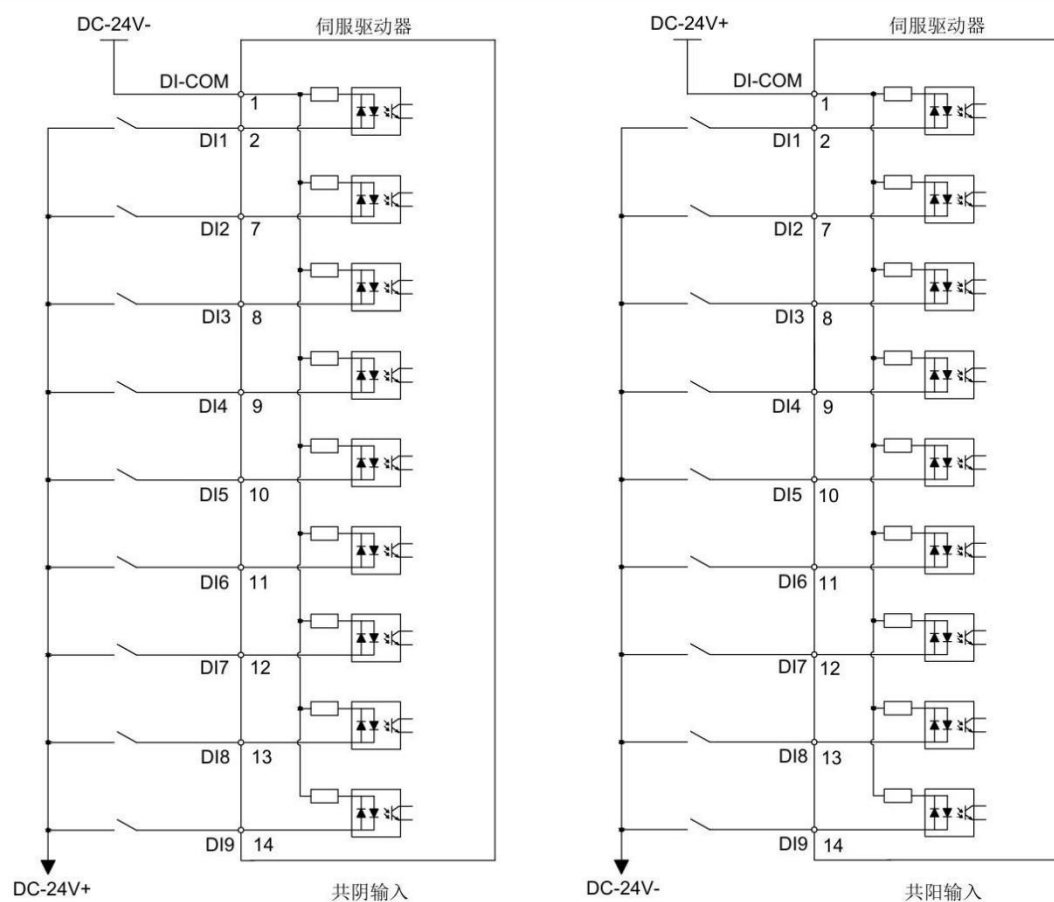 DC-24V-
伺服驱动器
DI-COM
1
DI1
2
DI2
7
DI3
8
DI4
9
DI5
10
DI6
11
DI7
12
DI8
13
DI9
14
DC-24V+
共阴输入
DC-24V+
伺服驱动器
DI-COM
1
DI1
2
DI2
7
DI3
8
DI4
9
DI5
10
DI6
11
DI7
12
DI8
13
DI9
14
DC-24V-
共阳输入